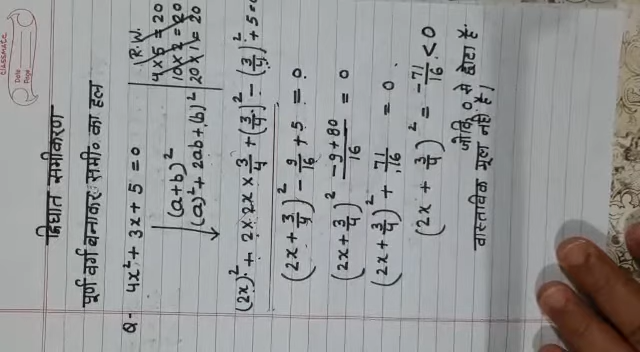 classmate
Date
Page
द्विघात समीकरण
पूर्ण वर्ग बनाकर समी० का हल
Q- 4x² + 3x + 5 = 0
R.W.
4 × 5 = 20
10 × 2 = 20
20 × 1 = 20
(a+b)²
(a)² + 2ab + (b)²
(2x)² + 2 × 2x × 3/4 + (3/4)² - (3/4)² + 5 = 0
(2x + 3/4)² - 9/16 + 5 = 0
(2x + 3/4)² - 9 + 80/16 = 0
(2x + 3/4)² + 71/16 = 0
(2x + 3/4)² = -71/16 < 0
जोकि 0 से छोटा है
वास्तविक मूल नहीं है।